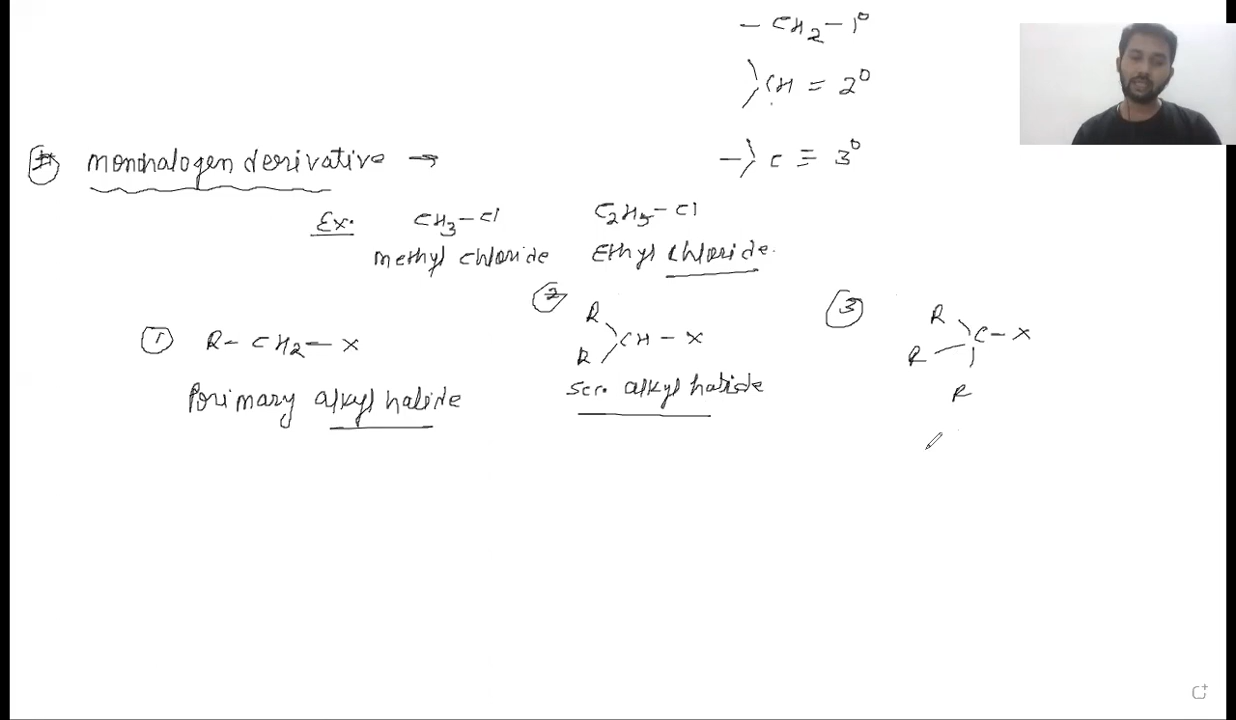 - CH2 - 1°
CH = 2°
- C ≡ 3°
monohalogen derivative →
Ex. CH3-Cl C2H5-Cl
methyl chloride Ethyl chloride.
① R- CH2-X ② R R CH - X ③ R R R C-X
Primary alkyl halide Sec. alkyl halide